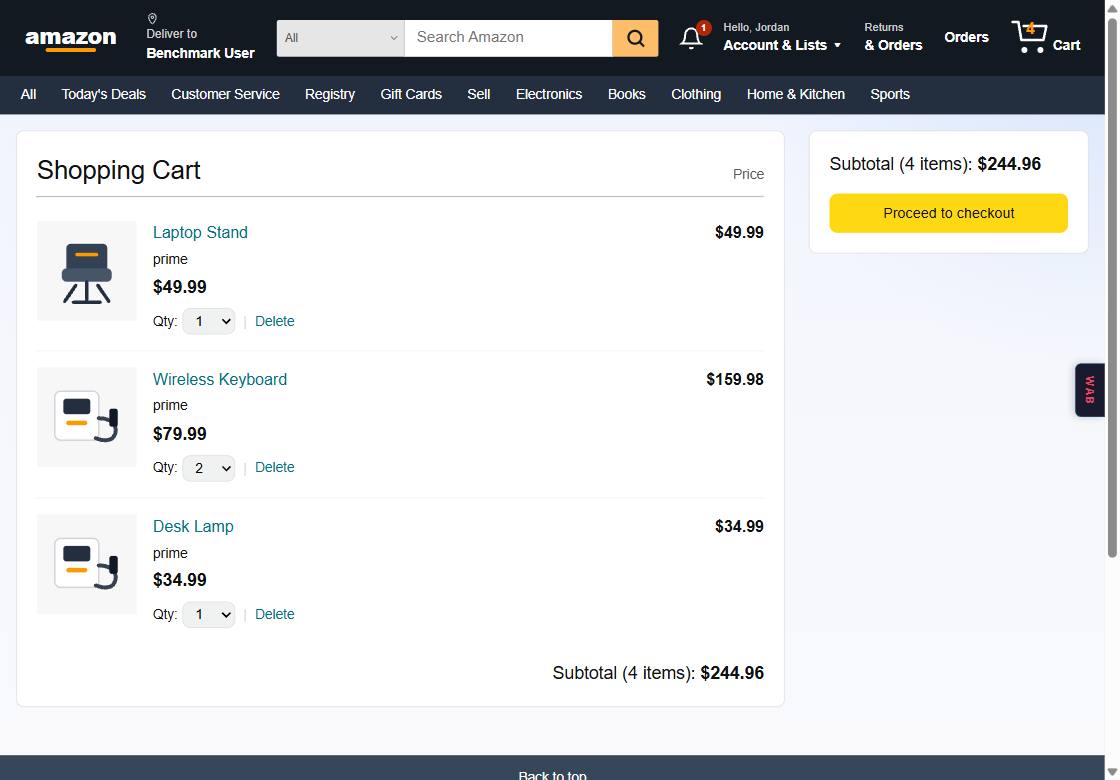 amazon
Deliver to
Benchmark User
All
Search Amazon
1
Hello, Jordan
Account & Lists
Returns
& Orders
Orders
4
Cart
All Today's Deals Customer Service Registry Gift Cards Sell Electronics Books Clothing Home & Kitchen Sports
Shopping Cart
Price
Laptop Stand $49.99
prime
$49.99
Qty: 1 | Delete
Wireless Keyboard $159.98
prime
$79.99
Qty: 2 | Delete
Desk Lamp $34.99
prime
$34.99
Qty: 1 | Delete
Subtotal (4 items): $244.96
Subtotal (4 items): $244.96
Proceed to checkout
WAB
Back to top